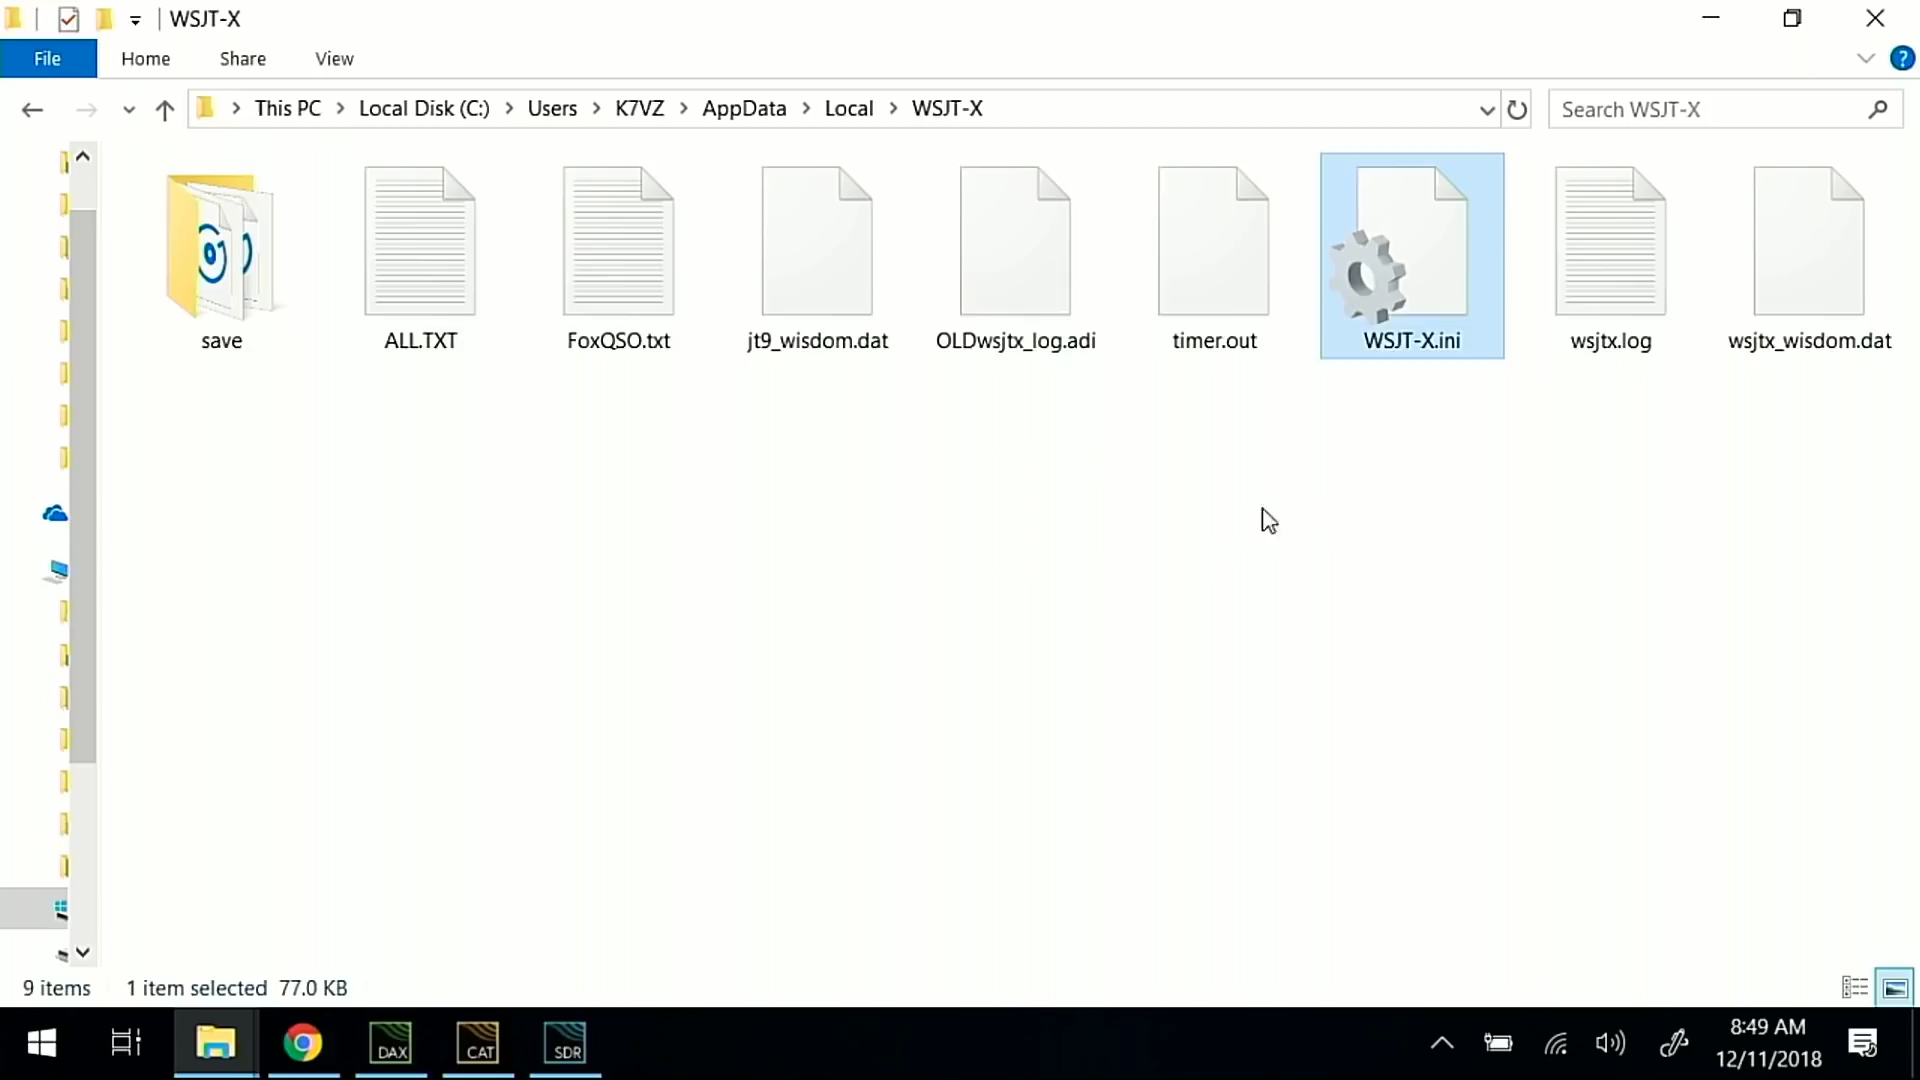 WSJT-X
File Home Share View
This PC Local Disk (C:) Users K7VZ AppData Local WSJT-X
Search WSJT-X
save
ALL.TXT
FoxQSO.txt
jt9_wisdom.dat
OLDwsjtx_log.adi
timer.out
WSJT-X.ini
wsjtx.log
wsjtx_wisdom.dat
9 items 1 item selected 77.0 KB
DAX
CAT
SDR
8:49 AM
12/11/2018